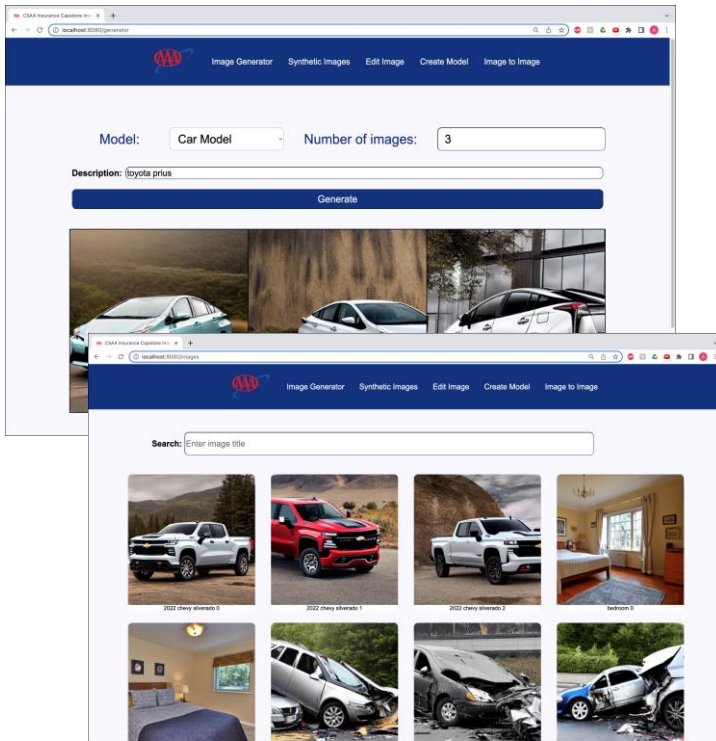 CSAA Insurance Capstone
localhost:8080/generator
AAA
Image Generator Synthetic Images Edit Image Create Model Image to Image
Model: Car Model Number of images: 3
Description: toyota prius
Generate
CSAA Insurance Capstone
localhost:8080/images
AAA
Image Generator Synthetic Images Edit Image Create Model Image to Image
Search: Enter image title
2022 chevy silverado 0 2022 chevy silverado 1 2022 chevy silverado 2 bedroom 0